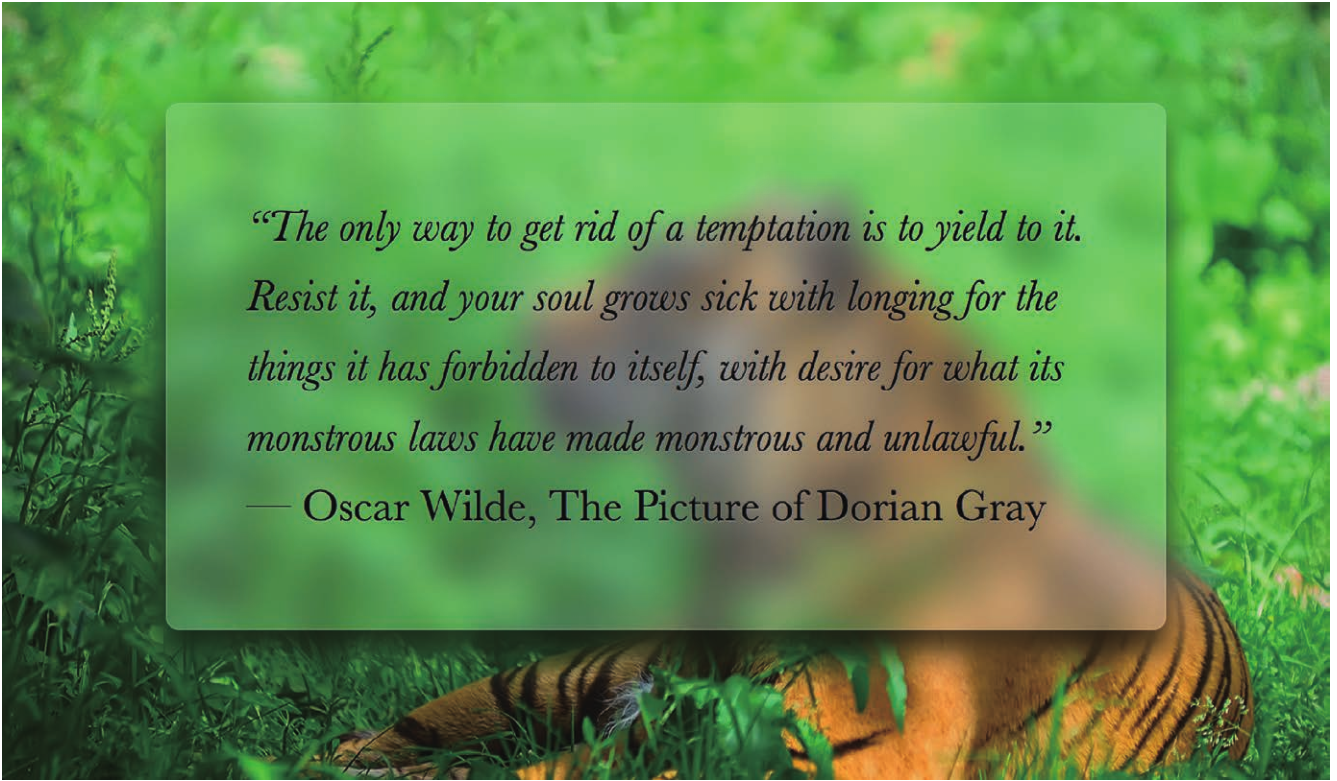 “The only way to get rid of a temptation is to yield to it.
Resist it, and your soul grows sick with longing for the
things it has forbidden to itself, with desire for what its
monstrous laws have made monstrous and unlawful.”
— Oscar Wilde, The Picture of Dorian Gray